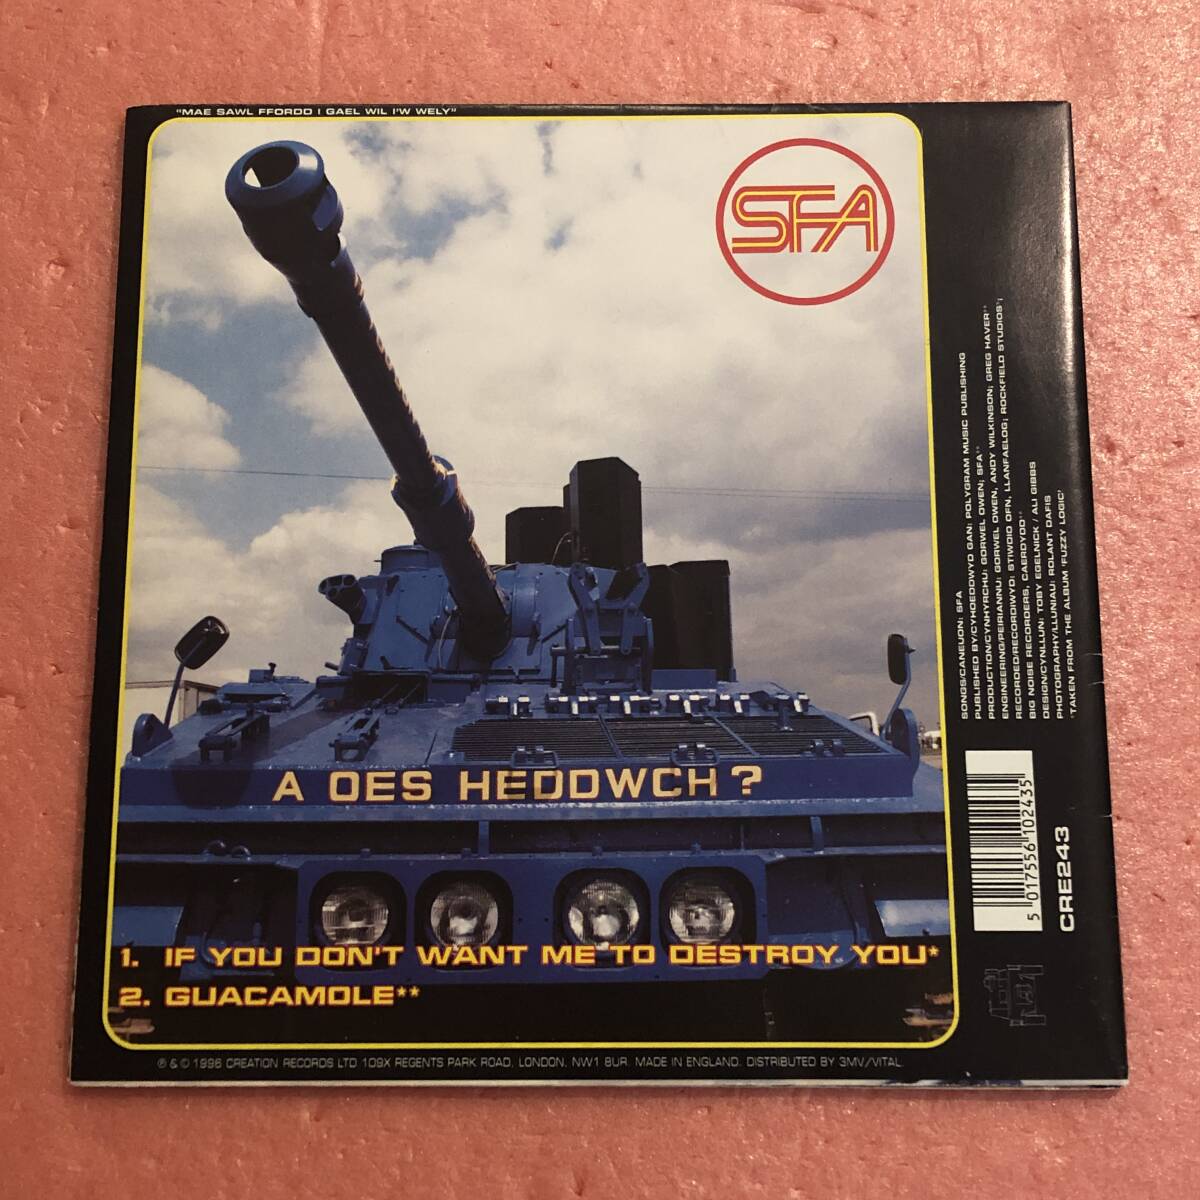 "MAE SAWL FFORDD I GAEL WIL I'W WELY"
SFA
A OES HEDDWCH?
1. IF YOU DON'T WANT ME TO DESTROY YOU*
2. GUACAMOLE**
℗ & © 1996 CREATION RECORDS LTD 109X REGENTS PARK ROAD, LONDON. NW1 8UR. MADE IN ENGLAND. DISTRIBUTED BY 3MV/VITAL.
SONGS/CANEUON: SFA
PUBLISHED BY/CYHOEDDWYD GAN: POLYGRAM MUSIC PUBLISHING
PRODUCTION/CYNHYRCHU: GORWEL OWEN; SFA**
ENGINEERING/PEIRIANNU: GORWEL OWEN, ANDY WILKINSON; GREG HAVER**
RECORDED/RECORDIWYD: STIWDIO OFN, LLANFAELOG; ROCKFIELD STUDIOS*;
BIG NOISE RECORDERS, CAERDYDD**
DESIGN/CYNLLUN: TOBY EGELNICK / ALI GIBBS
PHOTOGRAPHY/LLUNIAU: ROLANT DAFIS
*TAKEN FROM THE ALBUM 'FUZZY LOGIC'
5 017556 102435
CRE243